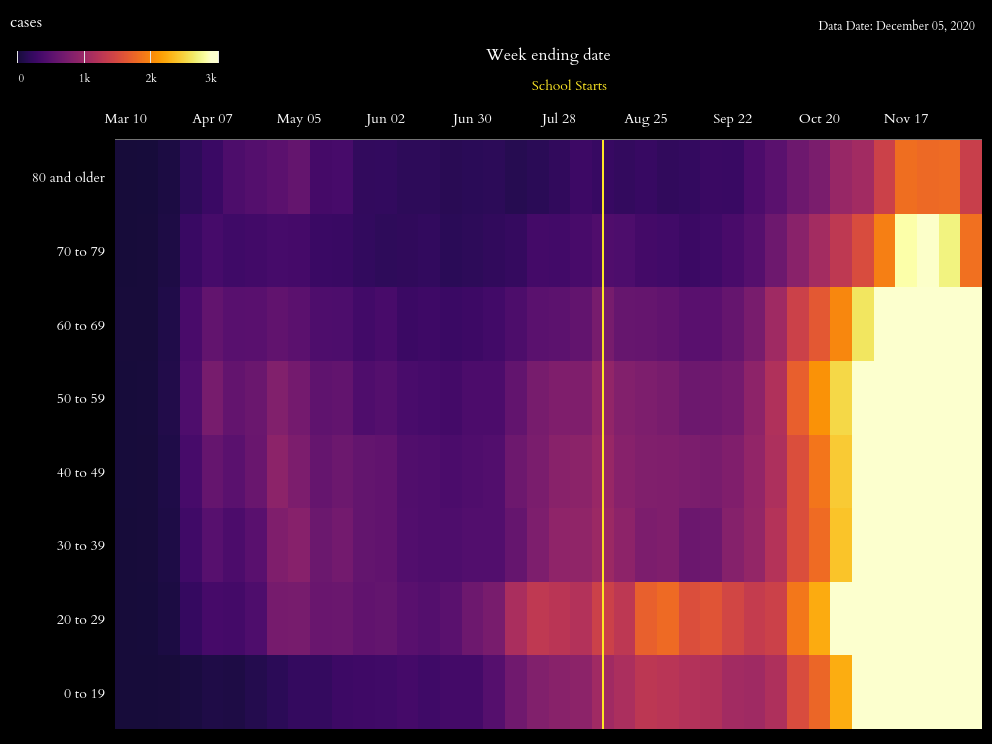 cases
Data Date: December 05, 2020
0 1k 2k 3k
Week ending date
School Starts
Mar 10 Apr 07 May 05 Jun 02 Jun 30 Jul 28 Aug 25 Sep 22 Oct 20 Nov 17
80 and older
70 to 79
60 to 69
50 to 59
40 to 49
30 to 39
20 to 29
0 to 19